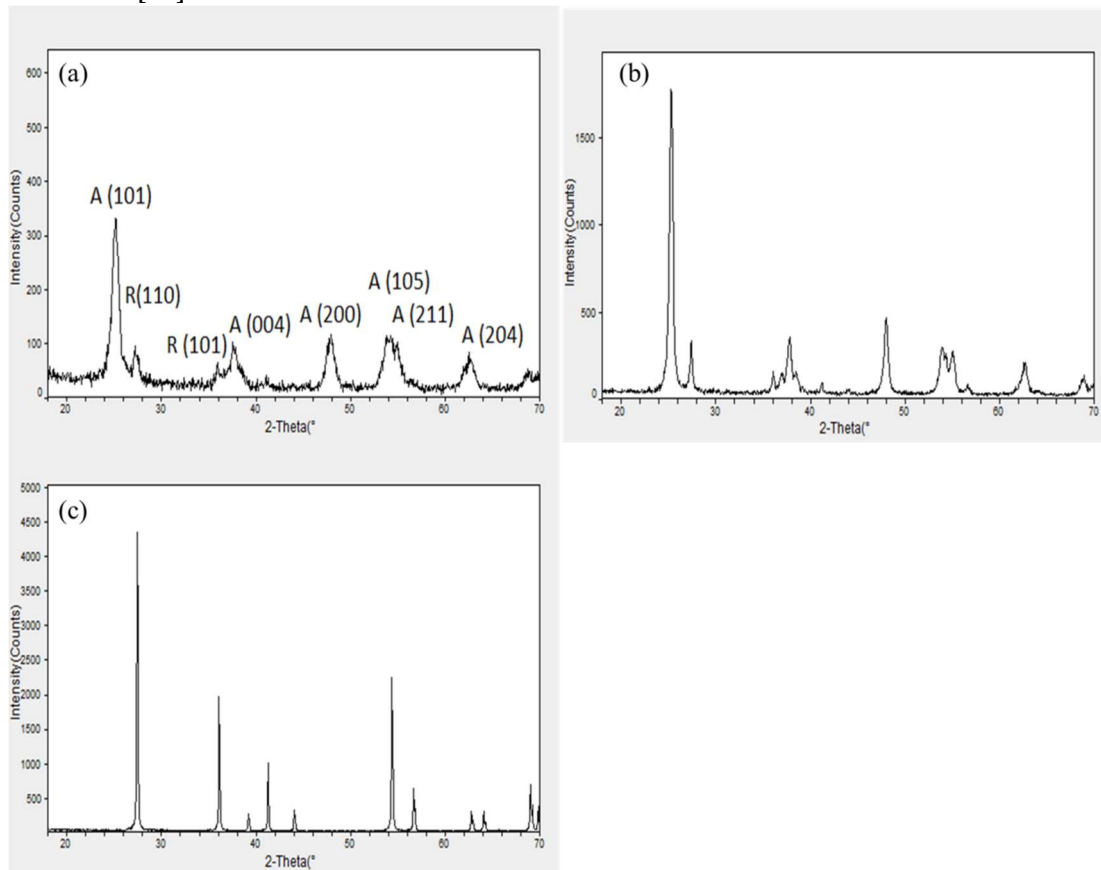 (a)
600
500
400
300
200
100
0
Intensity (Counts)
A (101)
R(110)
R (101)
A (004)
A (200)
A (105)
A (211)
A (204)
20 30 40 50 60 70
2-Theta(°
(b)
1500
1000
500
0
Intensity (Counts)
20 30 40 50 60 70
2-Theta(°
(c)
5000
4500
4000
3500
3000
2500
2000
1500
1000
500
Intensity (Counts)
20 30 40 50 60 70
2-Theta(°